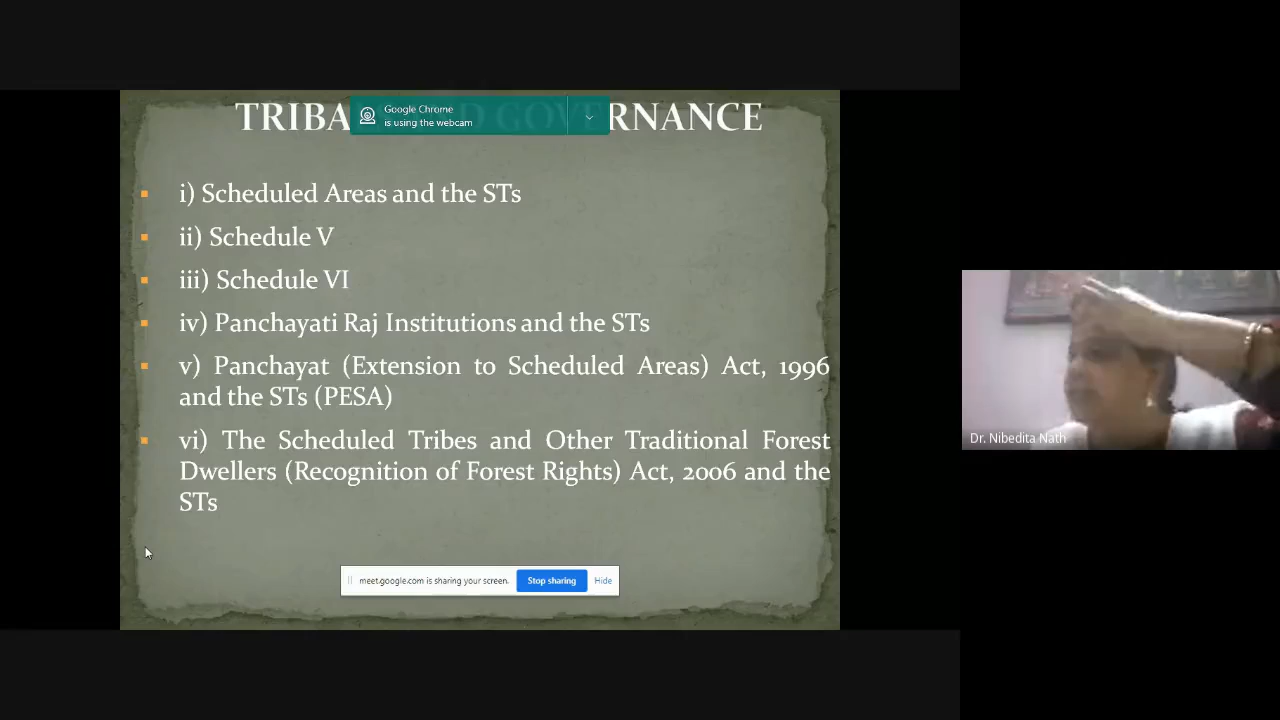 TRIBA RNANCE
Google Chrome
is using the webcam
i) Scheduled Areas and the STs
ii) Schedule V
iii) Schedule VI
iv) Panchayati Raj Institutions and the STs
v) Panchayat (Extension to Scheduled Areas) Act, 1996
and the STs (PESA)
vi) The Scheduled Tribes and Other Traditional Forest
Dwellers (Recognition of Forest Rights) Act, 2006 and the
STs
meet.google.com is sharing your screen.
Stop sharing
Hide
Dr. Nibedita Nath